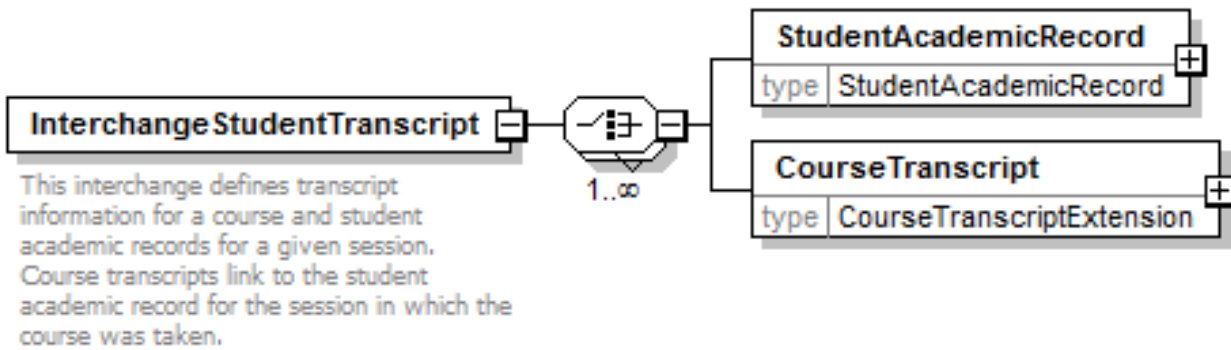 StudentAcademicRecord
type StudentAcademicRecord
InterchangeStudentTranscript
This interchange defines transcript
information for a course and student
academic records for a given session.
Course transcripts link to the student
academic record for the session in which the
course was taken.
1..∞
CourseTranscript
type CourseTranscriptExtension